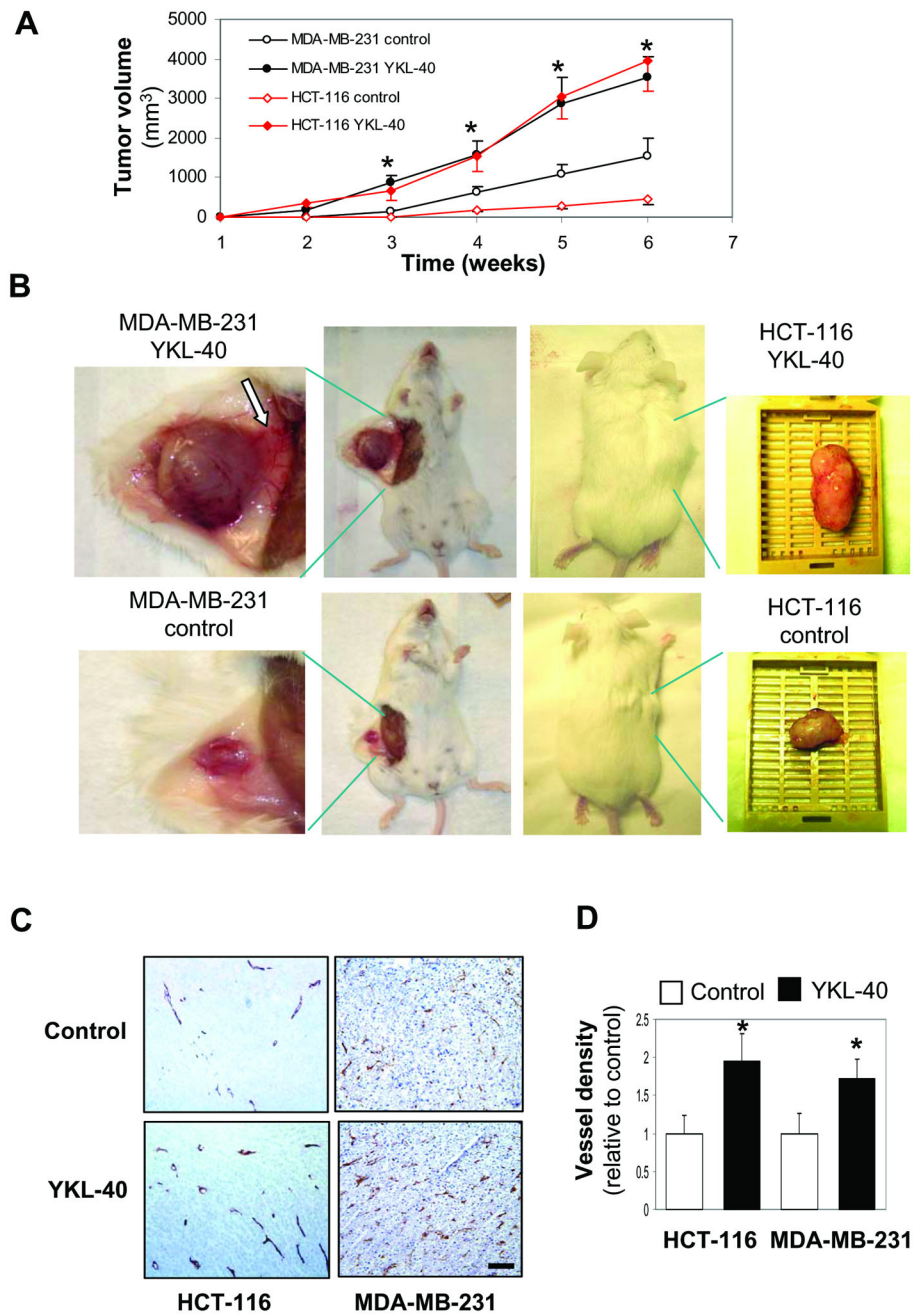 A
Tumor volume
(mm³)
5000
4000
3000
2000
1000
0
MDA-MB-231 control
MDA-MB-231 YKL-40
HCT-116 control
HCT-116 YKL-40
*
*
*
*
1 2 3 4 5 6 7
Time (weeks)
B
MDA-MB-231
YKL-40
HCT-116
YKL-40
MDA-MB-231
control
HCT-116
control
C
Control
YKL-40
HCT-116
MDA-MB-231
D
Control YKL-40
Vessel density
(relative to control)
2.5
2
1.5
1
0.5
0
*
*
HCT-116 MDA-MB-231